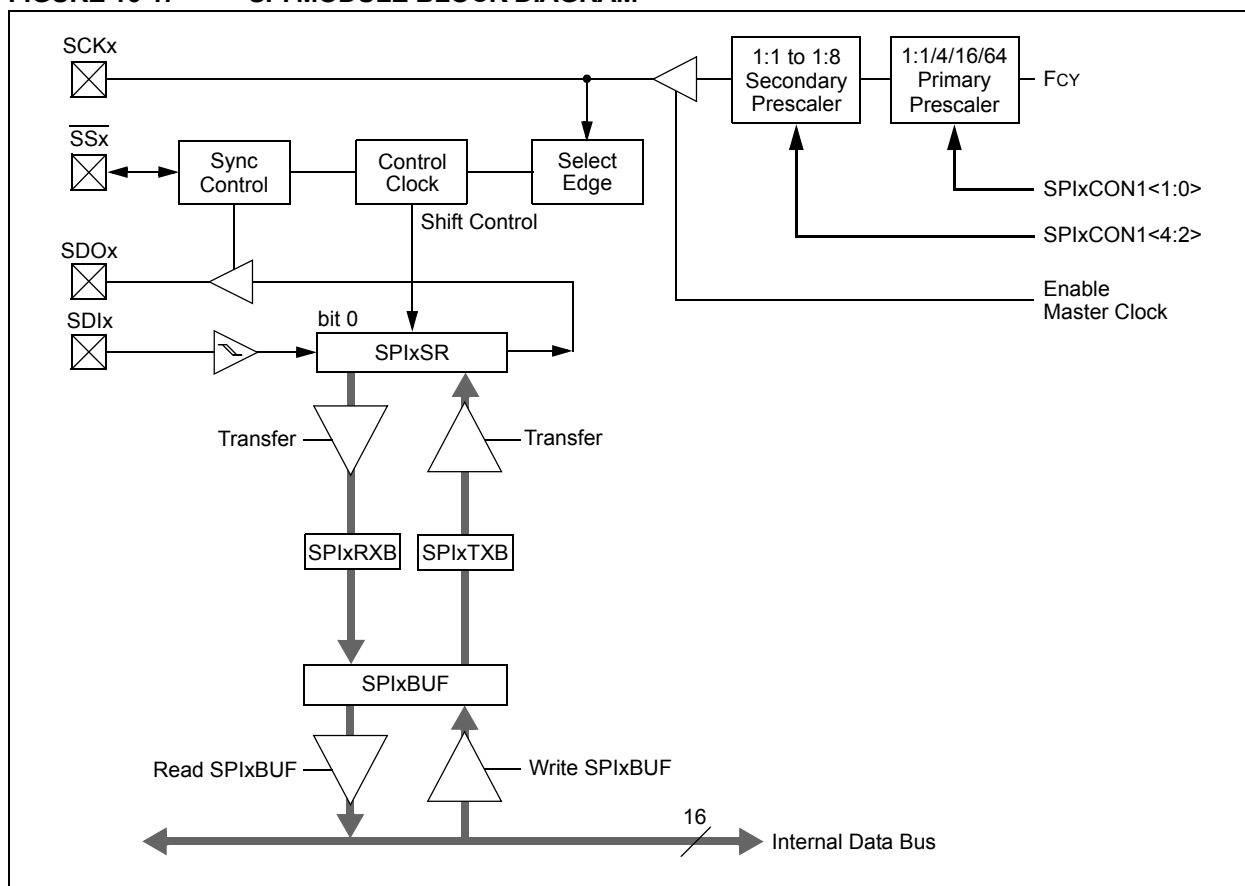 SCKx
1:1 to 1:8
Secondary
Prescaler
1:1/4/16/64
Primary
Prescaler
FCY
SSx
Sync
Control
Control
Clock
Select
Edge
SPIxCON1<1:0>
Shift Control
SPIxCON1<4:2>
SDOx
Enable
Master Clock
SDIx
bit 0
SPIxSR
Transfer
Transfer
SPIxRXB
SPIxTXB
SPIxBUF
Read SPIxBUF
Write SPIxBUF
16
Internal Data Bus